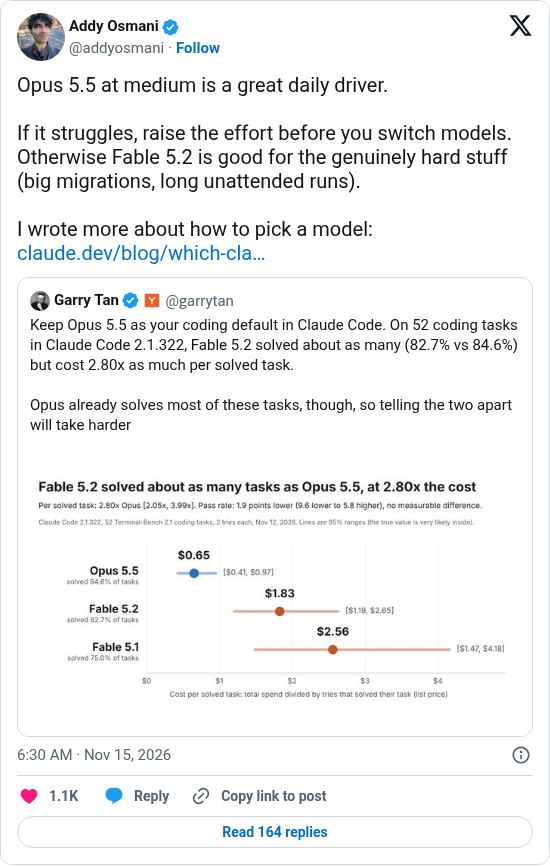 Addy Osmani
@addyosmani · Follow
X
Opus 5.5 at medium is a great daily driver.
If it struggles, raise the effort before you switch models.
Otherwise Fable 5.2 is good for the genuinely hard stuff
(big migrations, long unattended runs).
I wrote more about how to pick a model:
claude.dev/blog/which-cla…
Garry Tan Y @garrytan
Keep Opus 5.5 as your coding default in Claude Code. On 52 coding tasks
in Claude Code 2.1.322, Fable 5.2 solved about as many (82.7% vs 84.6%)
but cost 2.80x as much per solved task.
Opus already solves most of these tasks, though, so telling the two apart
will take harder
Fable 5.2 solved about as many tasks as Opus 5.5, at 2.80x the cost
Per solved task: 2.80x Opus [2.05x, 3.99x]. Pass rate: 1.9 points lower (9.6 lower to 5.8 higher), no measurable difference.
Claude Code 2.1.322, 52 Terminal-Bench 2.1 coding tasks, 2 tries each, Nov 12, 2026. Lines are 95% ranges (the true value is very likely inside).
$0.65
Opus 5.5 [$0.41, $0.97]
solved 84.6% of tasks
$1.83
Fable 5.2 [$1.19, $2.65]
solved 82.7% of tasks
$2.56
Fable 5.1 [$1.47, $4.18]
solved 75.0% of tasks
$0 $1 $2 $3 $4
Cost per solved task: total spend divided by tries that solved their task (list price)
6:30 AM · Nov 15, 2026
1.1K Reply Copy link to post
Read 164 replies